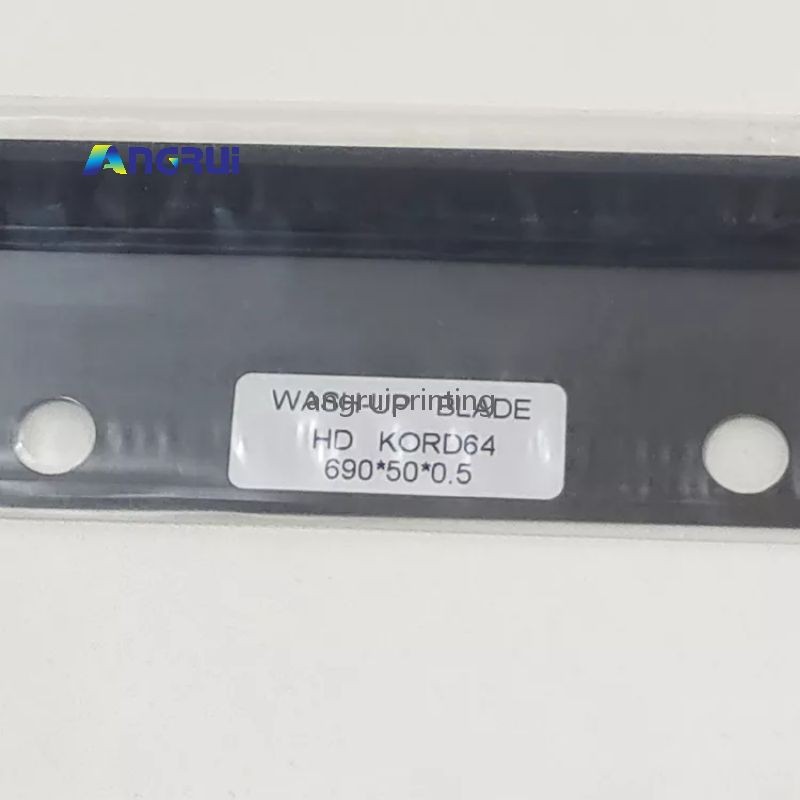 ANGRUI
WASH UP BLADE
angruiprinting
HD KORD64
690*50*0.5